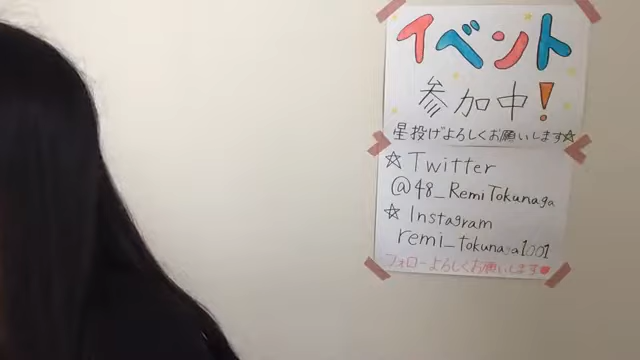 イベント
参加中!
星投げよろしくお願いします☆
☆Twitter
@48_RemiTokunaga
☆Instagram
remi_tokunaga1001
フォローよろしくお願いします♥